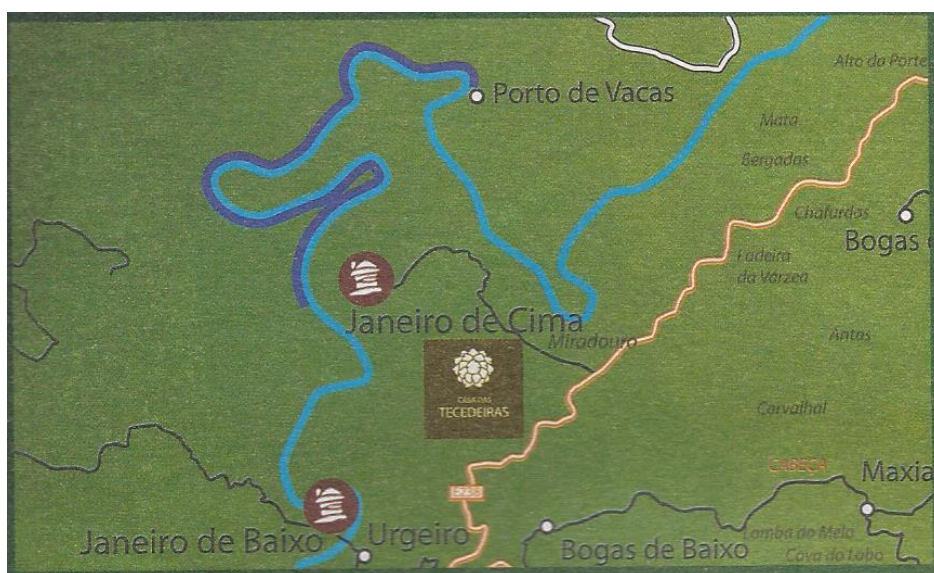 Alto da Porte
Porto de Vacas
Mata
Bergadas
Chafurdas
Bogas
Ladeira
da Várzea
Janeiro de Cima
Miradouro
Antas
CASA DAS
TECEDEIRAS
Carvalhal
CABEÇA
Maxia
Janeiro de Baixo
Urgeiro
Bogas de Baixo
Lomba do Melo
Cova do Lobo